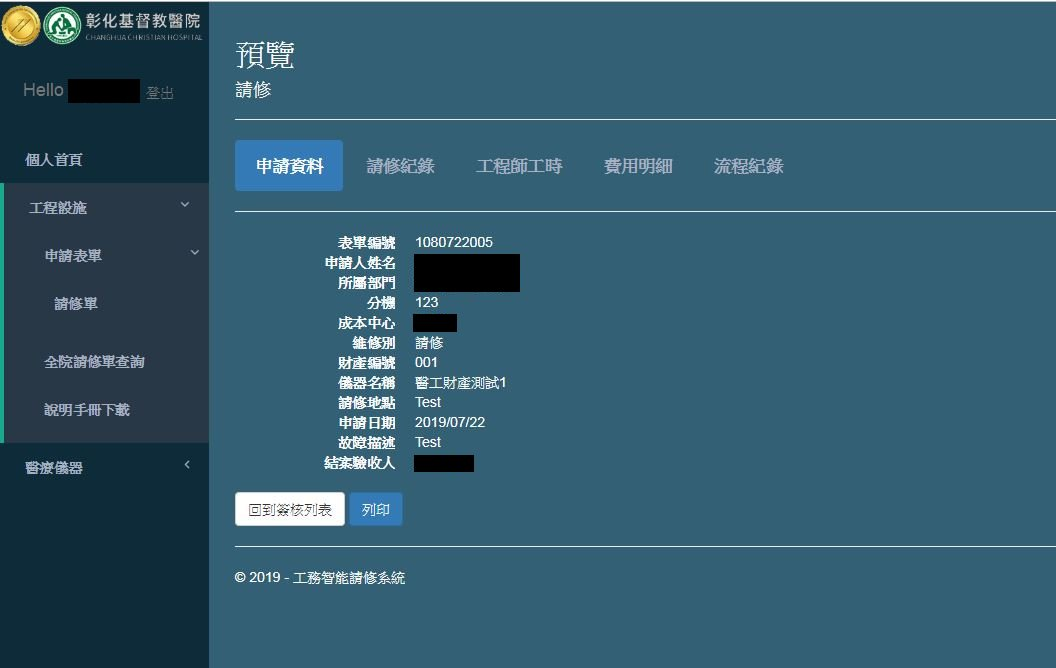 彰化基督教醫院
CHANGHUA CHRISTIAN HOSPITAL
Hello 登出
個人首頁
工程設施
申請表單
請修單
全院請修單查詢
說明手冊下載
醫療儀器
預覽
請修
申請資料 請修紀錄 工程師工時 費用明細 流程紀錄
表單編號 1080722005
申請人姓名
所屬部門
分機 123
成本中心
維修別 請修
財產編號 001
儀器名稱 醫工財產測試1
請修地點 Test
申請日期 2019/07/22
故障描述 Test
結案驗收人
回到簽核列表 列印
© 2019 - 工務智能請修系統